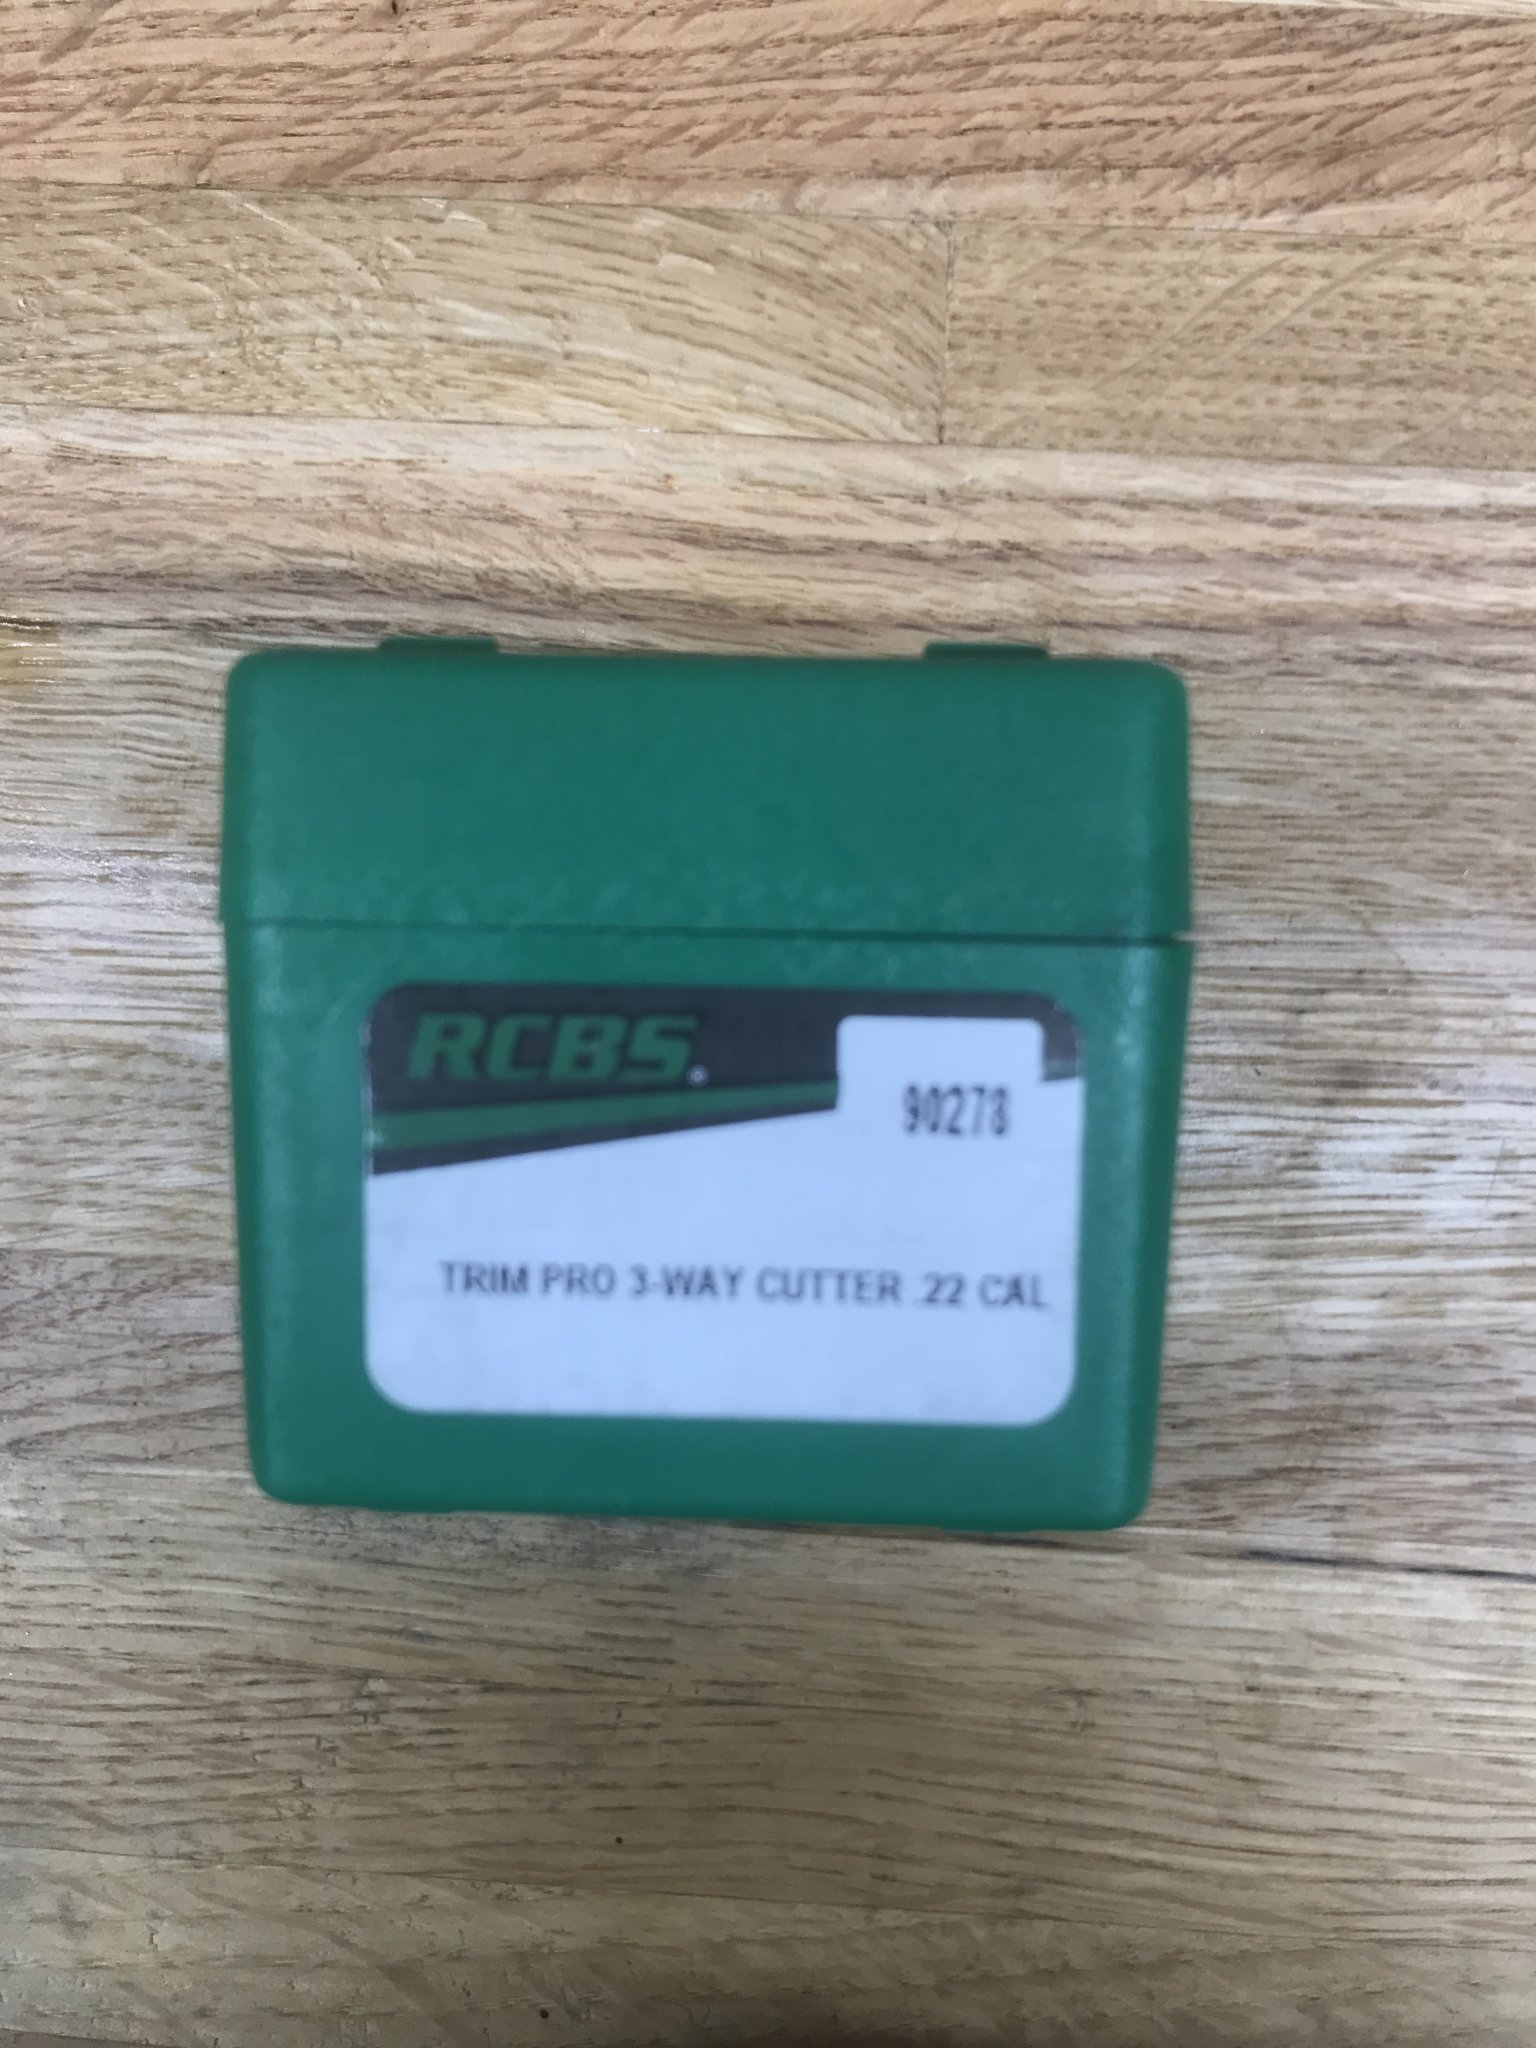 RCBS®
90278
TRIM PRO 3-WAY CUTTER .22 CAL